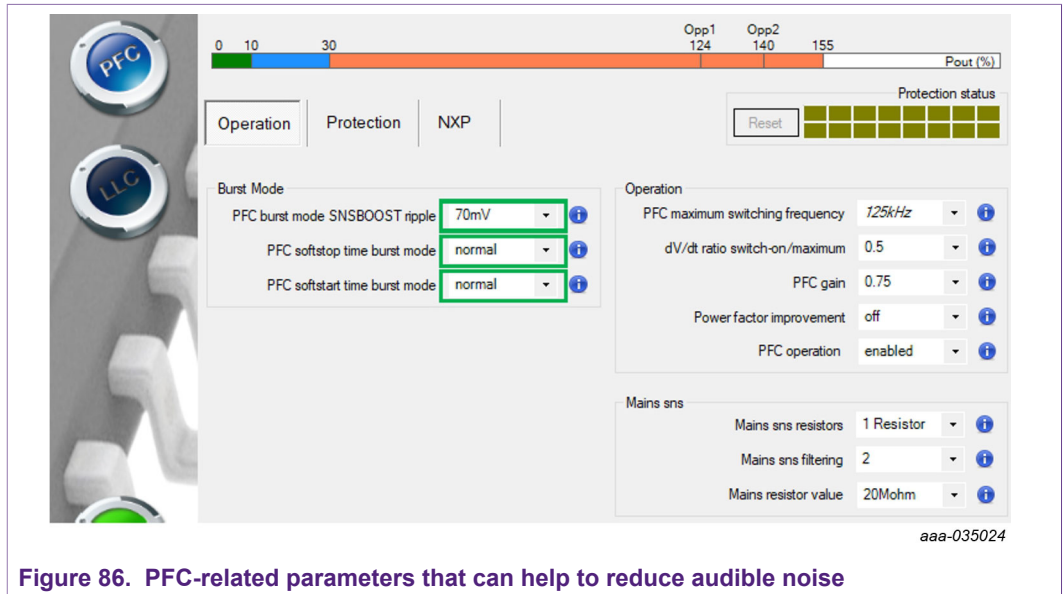 PFC
Opp1 Opp2
0 10 30 124 140 155
Pout (%)
Protection status
Operation Protection NXP
Reset
LLC
Burst Mode
PFC burst mode SNSBOOST ripple 70mV
PFC softstop time burst mode normal
PFC softstart time burst mode normal
Operation
PFC maximum switching frequency 125kHz
dV/dt ratio switch-on/maximum 0.5
PFC gain 0.75
Power factor improvement off
PFC operation enabled
Mains sns
Mains sns resistors 1 Resistor
Mains sns filtering 2
Mains resistor value 20Mohm
aaa-035024
Figure 86. PFC-related parameters that can help to reduce audible noise